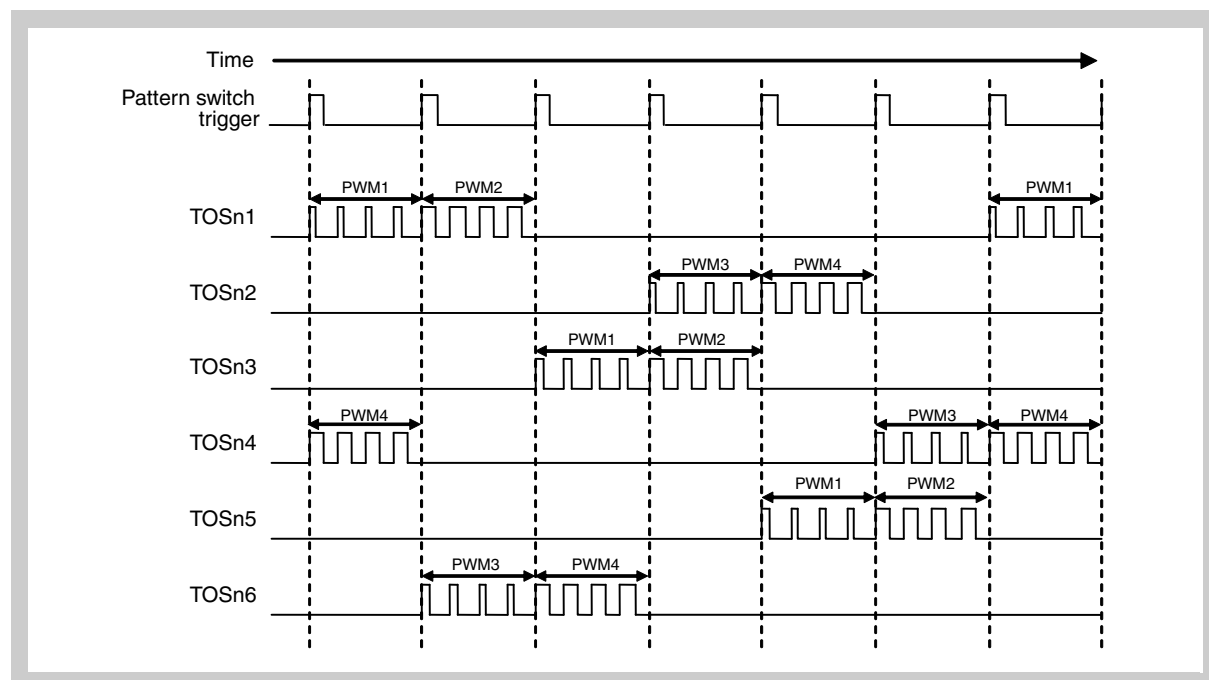 Time
Pattern switch
trigger
PWM1 PWM2 PWM1
TOSn1
PWM3 PWM4
TOSn2
PWM1 PWM2
TOSn3
PWM4 PWM3 PWM4
TOSn4
PWM1 PWM2
TOSn5
PWM3 PWM4
TOSn6